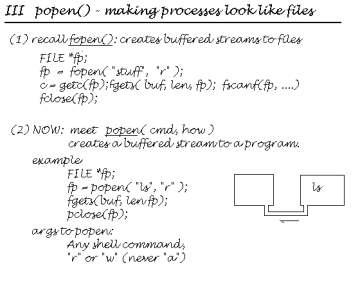 III popen() - making processes look like files
(1) recall fopen(): creates buffered streams to files
FILE *fp;
fp = fopen( "stuff", "r" );
c = getc(fp); fgets( buf, len, fp); fscanf(fp, ....)
fclose(fp);
(2) NOW: meet popen( cmd, how )
creates a buffered stream to a program.
example
FILE *fp;
fp = popen( "ls", "r" );
fgets(buf, len fp);
pclose(fp);
ls
args to popen:
Any shell command,
"r" or "w" (never "a")